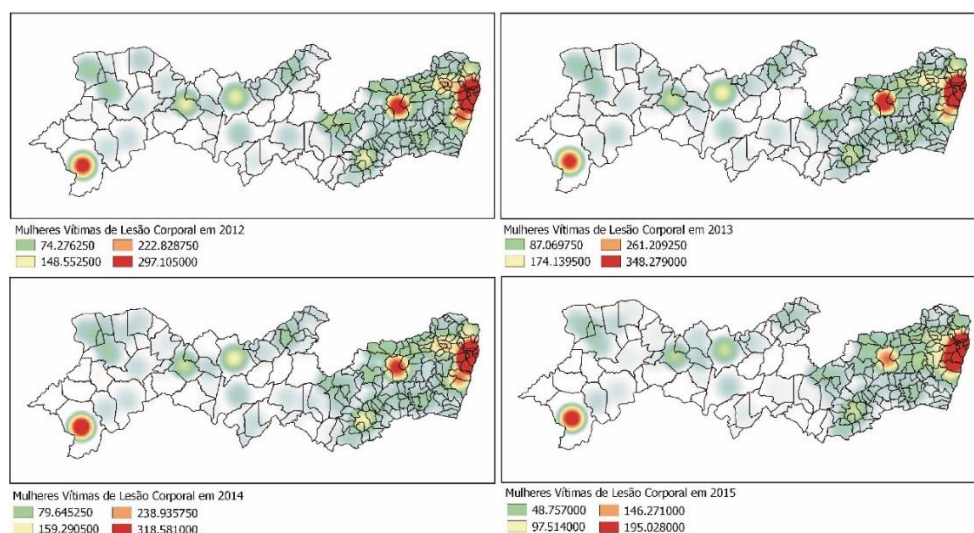 Mulheres Vítimas de Lesão Corporal em 2012
74.276250 222.828750
148.552500 297.105000
Mulheres Vítimas de Lesão Corporal em 2013
87.069750 261.209250
174.139500 348.279000
Mulheres Vítimas de Lesão Corporal em 2014
79.645250 238.935750
159.290500 318.581000
Mulheres Vítimas de Lesão Corporal em 2015
48.757000 146.271000
97.514000 195.028000